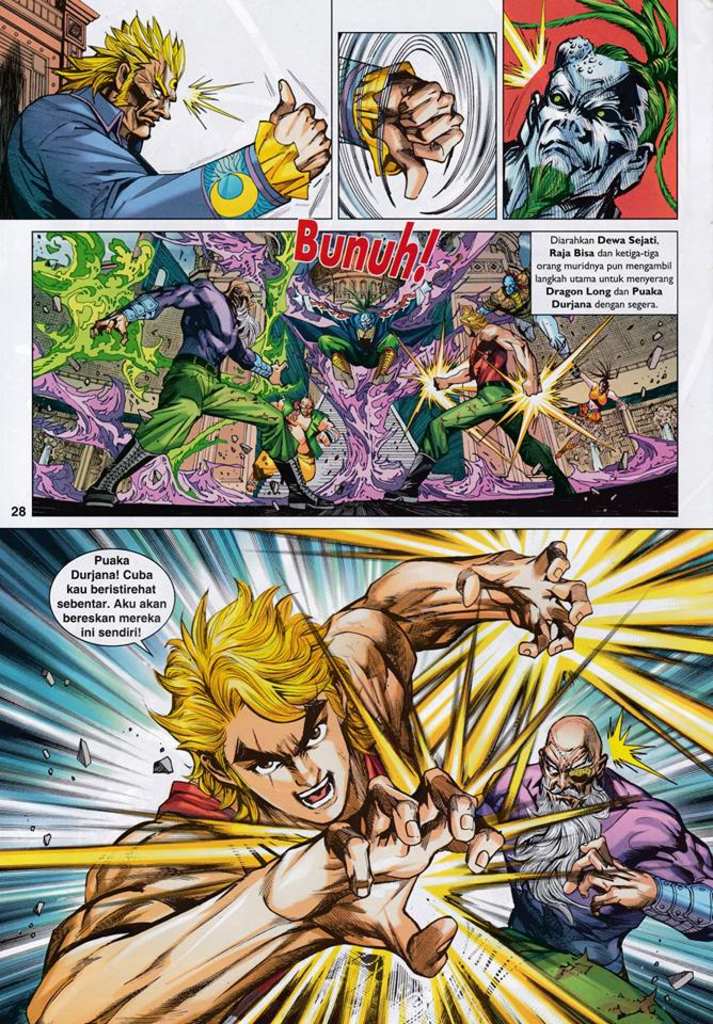 Bunuh!
Diarahkan Dewa Sejati,
Raja Bisa dan ketiga-tiga
orang muridnya pun mengambil
langkah utama untuk menyerang
Dragon Long dan Puaka
Durjana dengan segera.
28
Puaka
Durjana! Cuba
kau beristirehat
sebentar. Aku akan
bereskan mereka
ini sendiri!